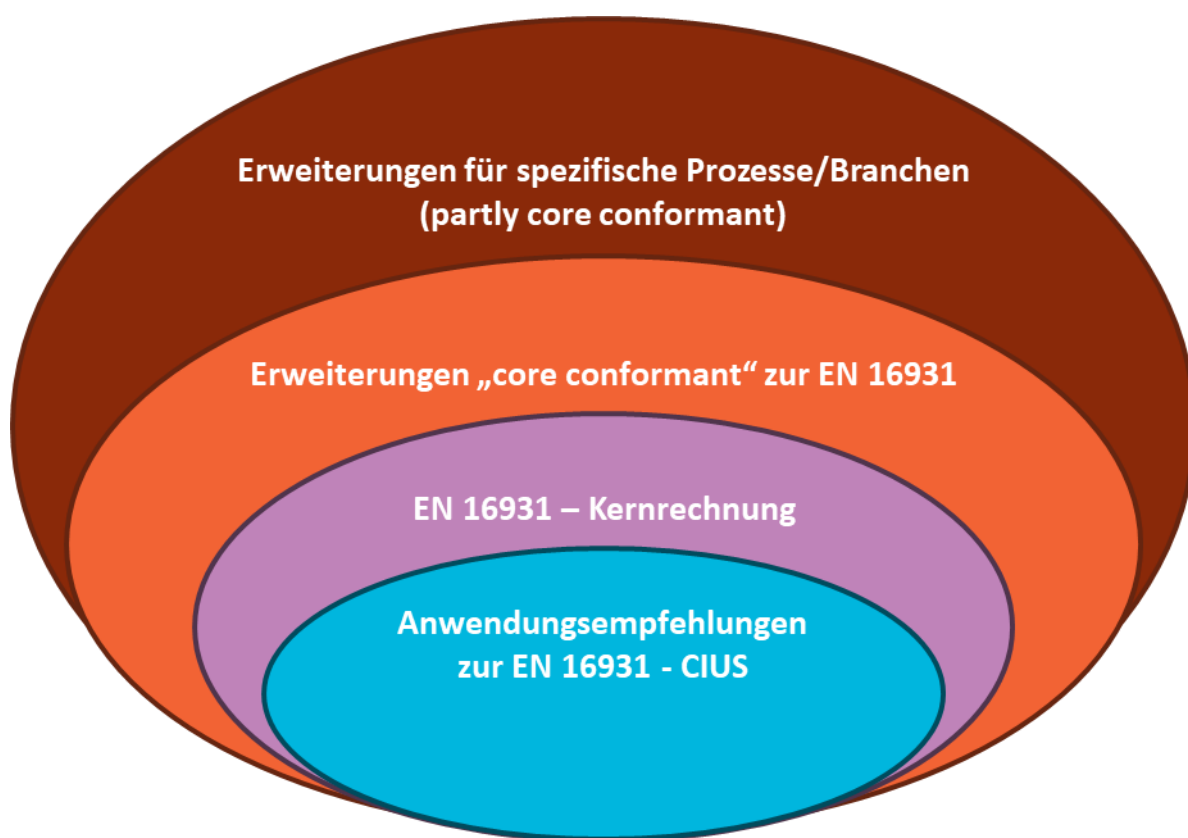 Erweiterungen für spezifische Prozesse/Branchen
(partly core conformant)
Erweiterungen „core conformant“ zur EN 16931
EN 16931 – Kernrechnung
Anwendungsempfehlungen
zur EN 16931 - CIUS